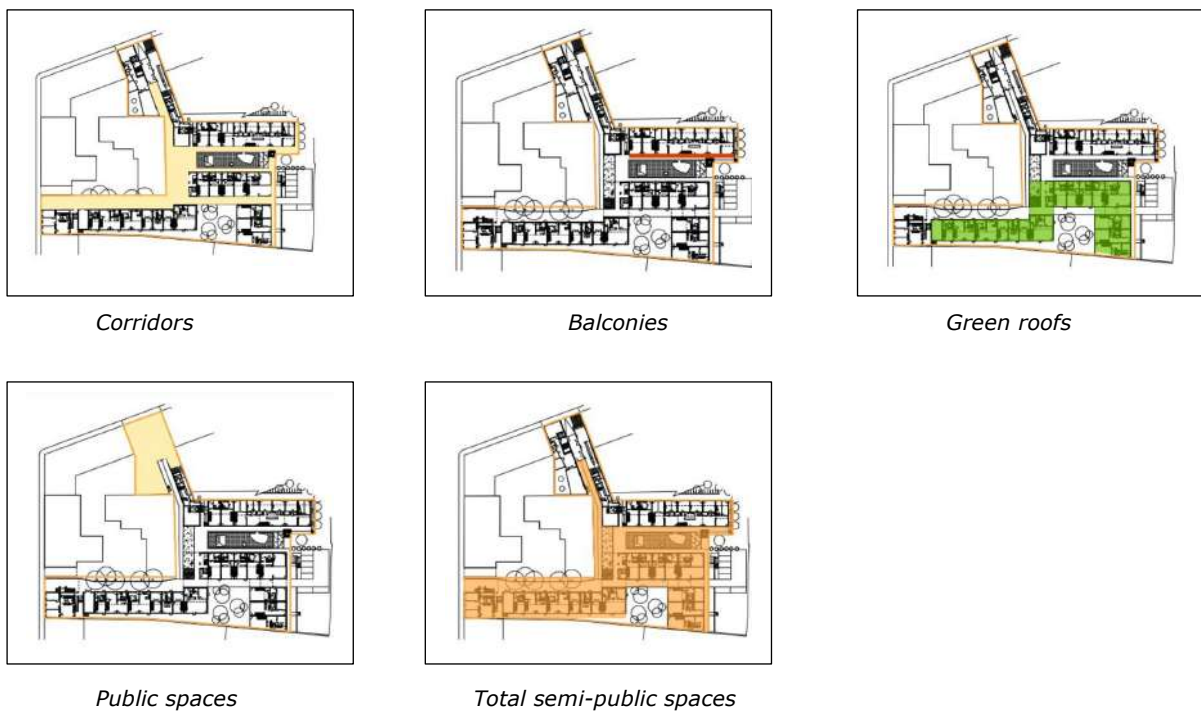 Corridors
Balconies
Green roofs
Public spaces
Total semi-public spaces